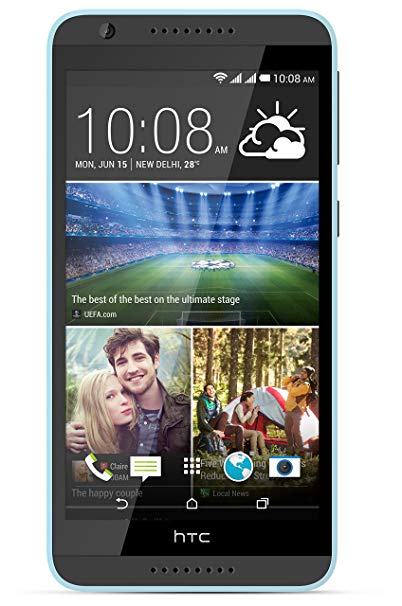 10:08 AM
10:08 AM
MON, JUN 15 | NEW DELHI, 28°C
The best of the best on the ultimate stage
UEFA.com
Claire
The happy couple
Local News
hTC